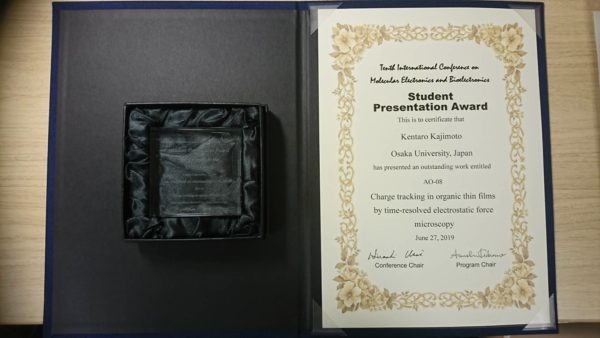 Tenth International Conference on
Molecular Electronics and Bioelectronics
Student
Presentation Award
This is to certificate that
Kentaro Kajimoto
Osaka University, Japan
has presented an outstanding work entitled
AO-08
Charge tracking in organic thin films
by time-resolved electrostatic force
microscopy
June 27, 2019
Conference Chair
Program Chair